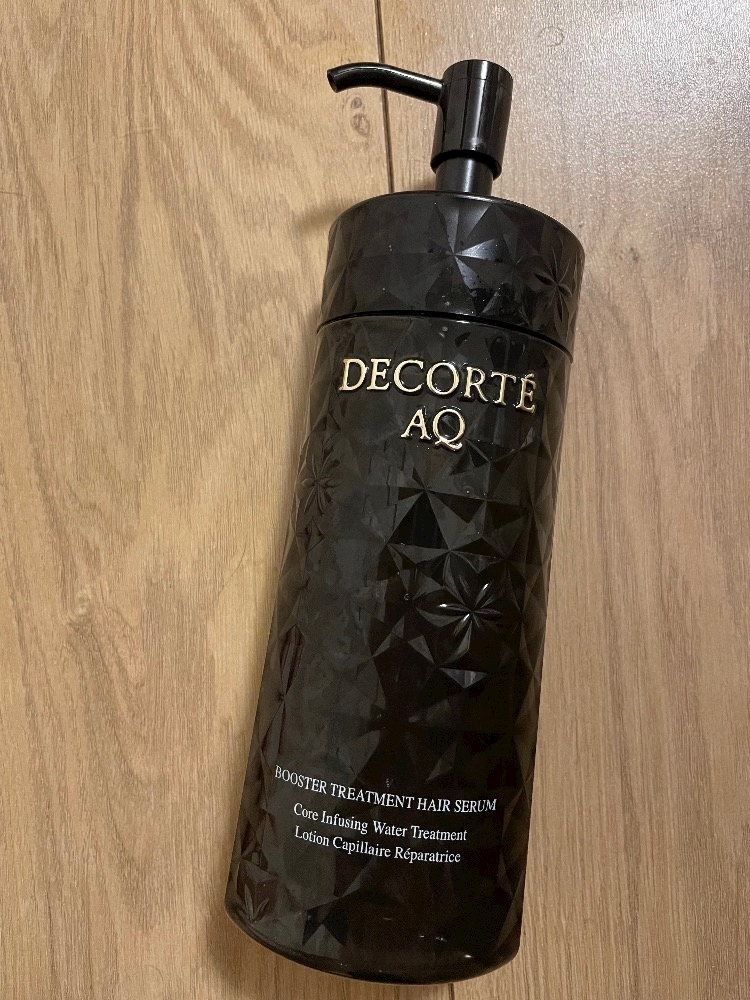 DECORTÉ
AQ
BOOSTER TREATMENT HAIR SERUM
Core Infusing Water Treatment
Lotion Capillaire Réparatrice